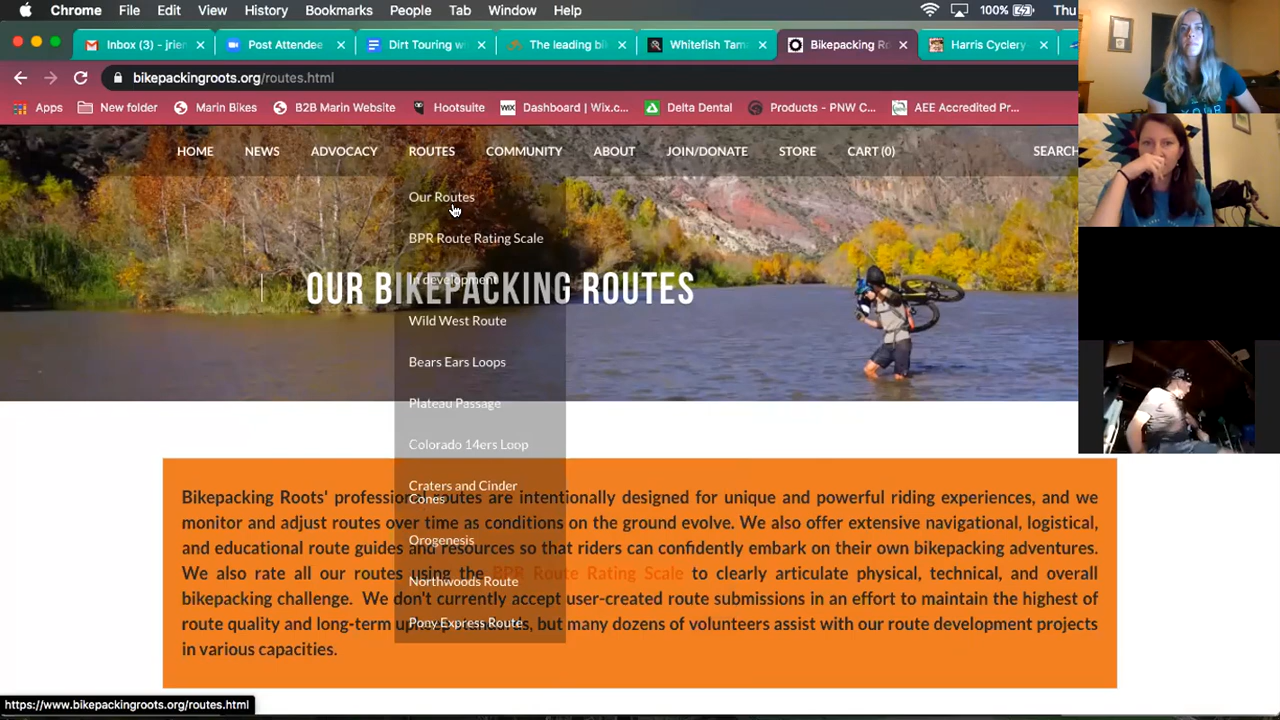 Chrome File Edit View History Bookmarks People Tab Window Help 100% Thu
Inbox (3) - jrien Post Attendee Dirt Touring w The leading bi Whitefish Tam Bikepacking Ro Harris Cyclery
bikepackingroots.org/routes.html
Apps New folder Marin Bikes B2B Marin Website Hootsuite WIX Dashboard | Wix.c... Delta Dental Products - PNW C... AEE Accredited Pr...
HOME NEWS ADVOCACY ROUTES COMMUNITY ABOUT JOIN/DONATE STORE CART (0) SEARCH
Our Routes
BPR Route Rating Scale
In development
OUR BIKEPACKING ROUTES
Wild West Route
Bears Ears Loops
Plateau Passage
Colorado 14ers Loop
Craters and Cinder
Cones
Orogenesis
Northwoods Route
Pony Express Route
Bikepacking Roots' professional routes are intentionally designed for unique and powerful riding experiences, and we
monitor and adjust routes over time as conditions on the ground evolve. We also offer extensive navigational, logistical,
and educational route guides and resources so that riders can confidently embark on their own bikepacking adventures.
We also rate all our routes using the BPR Route Rating Scale to clearly articulate physical, technical, and overall
bikepacking challenge. We don't currently accept user-created route submissions in an effort to maintain the highest of
route quality and long-term standards, but many dozens of volunteers assist with our route development projects
in various capacities.
https://www.bikepackingroots.org/routes.html